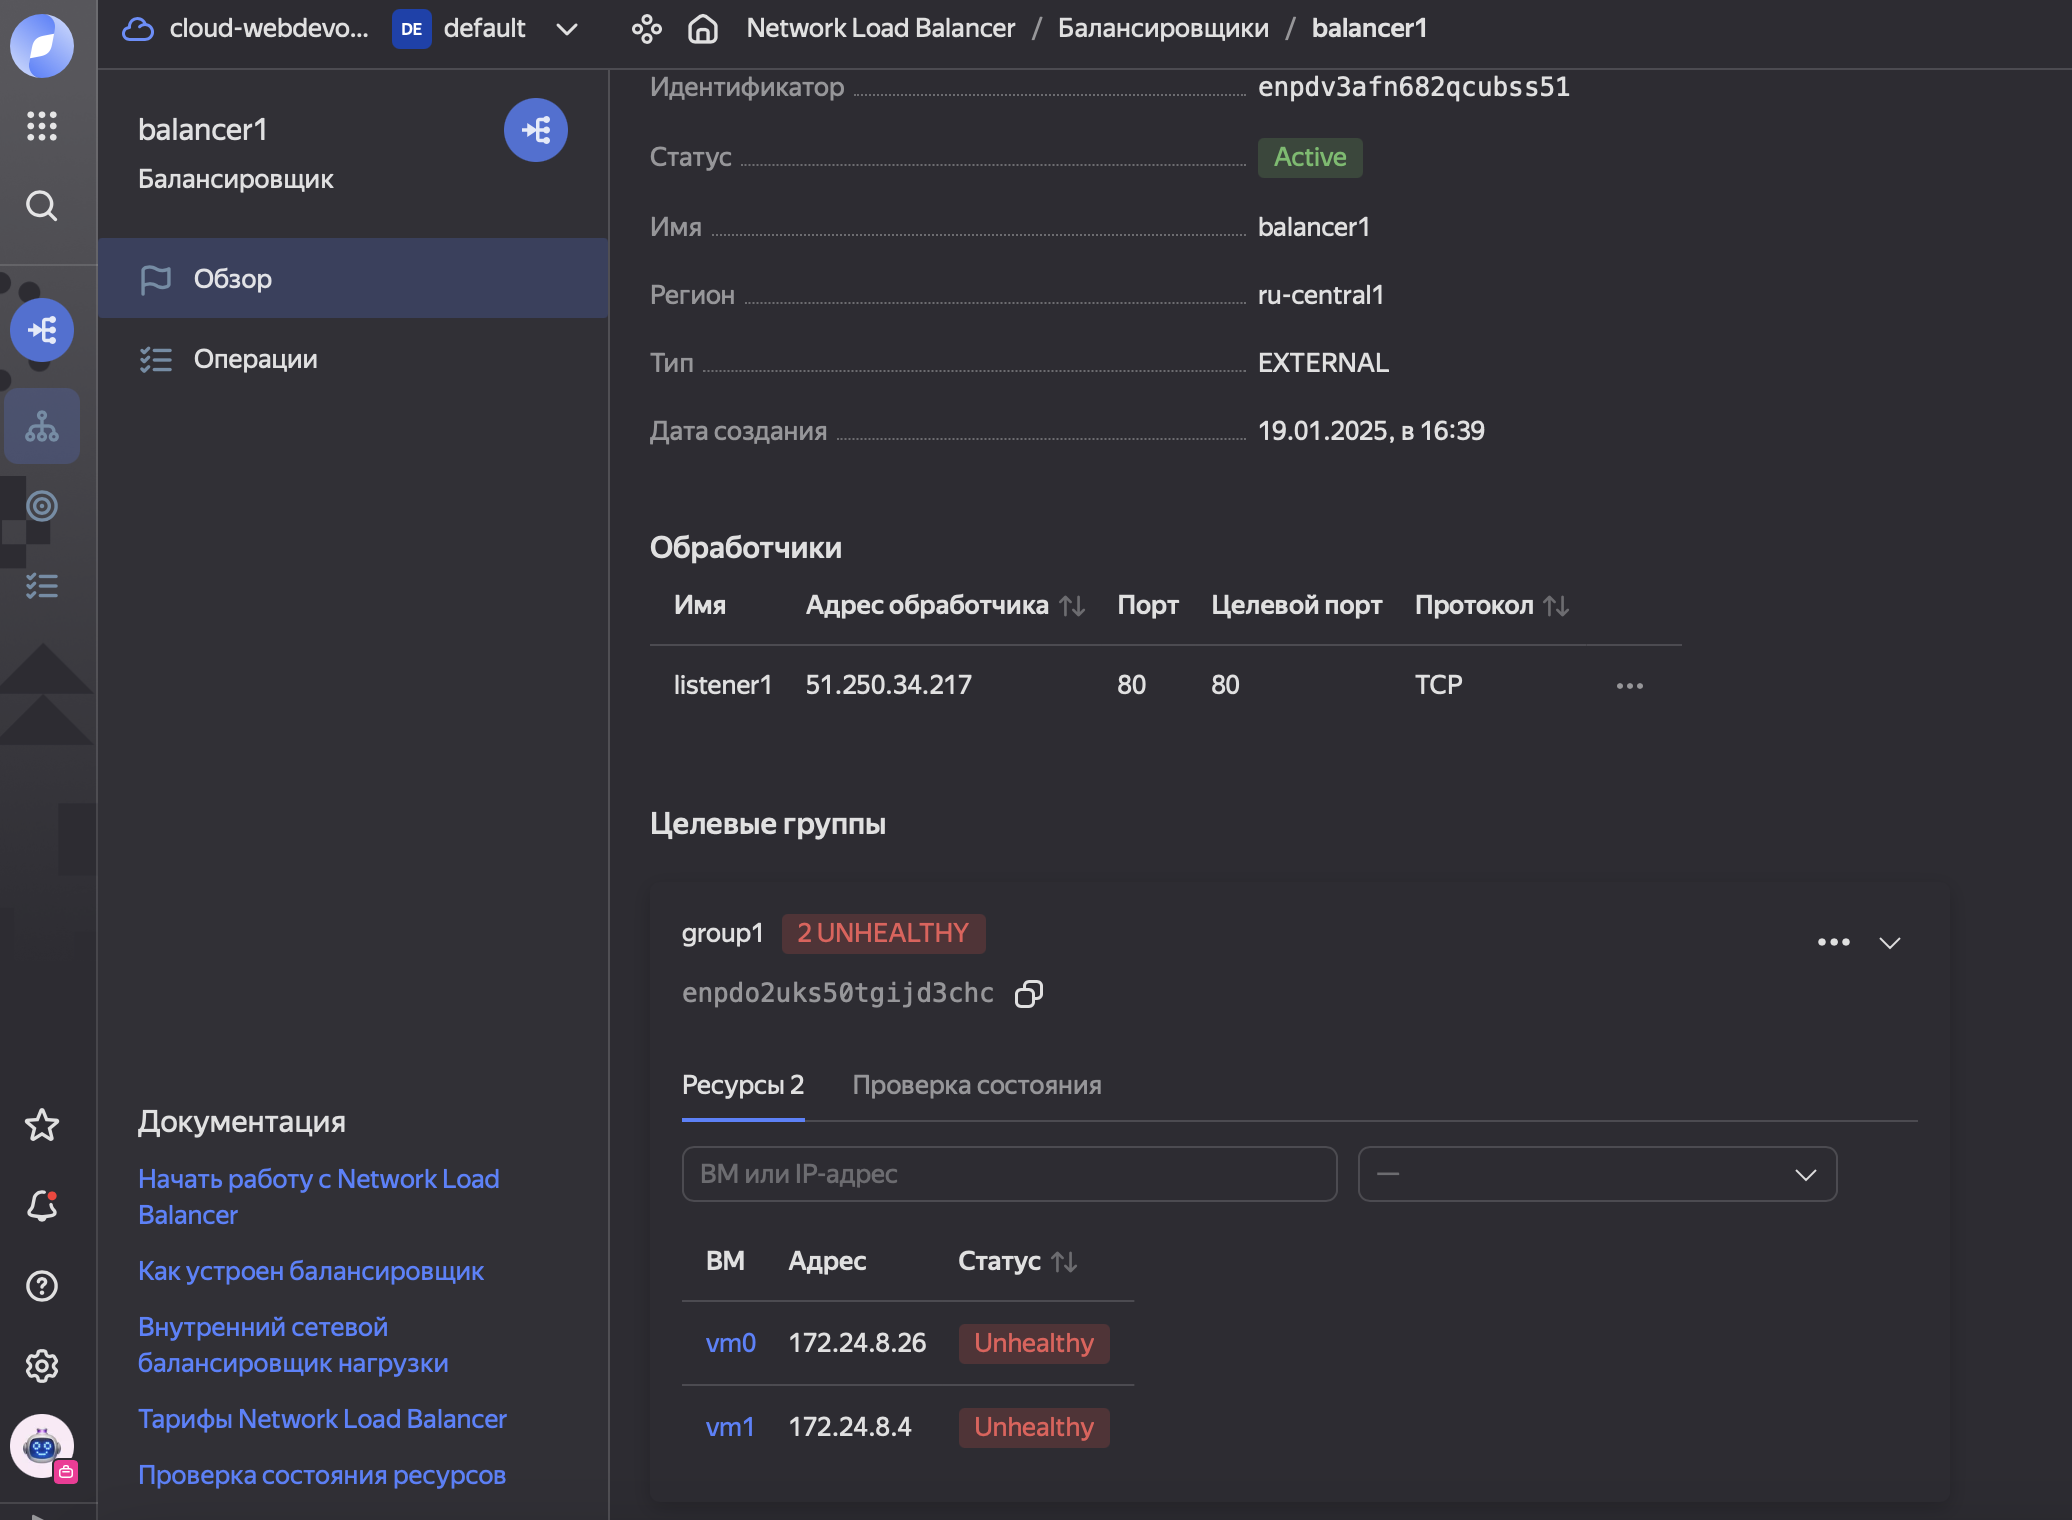 cloud-webdevo...
DE
default
Network Load Balancer / Балансировщики / balancer1
balancer1
Балансировщик
Обзор
Операции
Документация
Начать работу с Network Load
Balancer
Как устроен балансировщик
Внутренний сетевой
балансировщик нагрузки
Тарифы Network Load Balancer
Проверка состояния ресурсов
Идентификатор enpdv3afn682qcubss51
Статус Active
Имя balancer1
Регион ru-central1
Тип EXTERNAL
Дата создания 19.01.2025, в 16:39
Обработчики
Имя Адрес обработчика Порт Целевой порт Протокол
listener1 51.250.34.217 80 80 TCP
Целевые группы
group1 2 UNHEALTHY
enpdo2uks50tgijd3chc
Ресурсы 2 Проверка состояния
ВМ или IP-адрес —
ВМ Адрес Статус
vm0 172.24.8.26 Unhealthy
vm1 172.24.8.4 Unhealthy